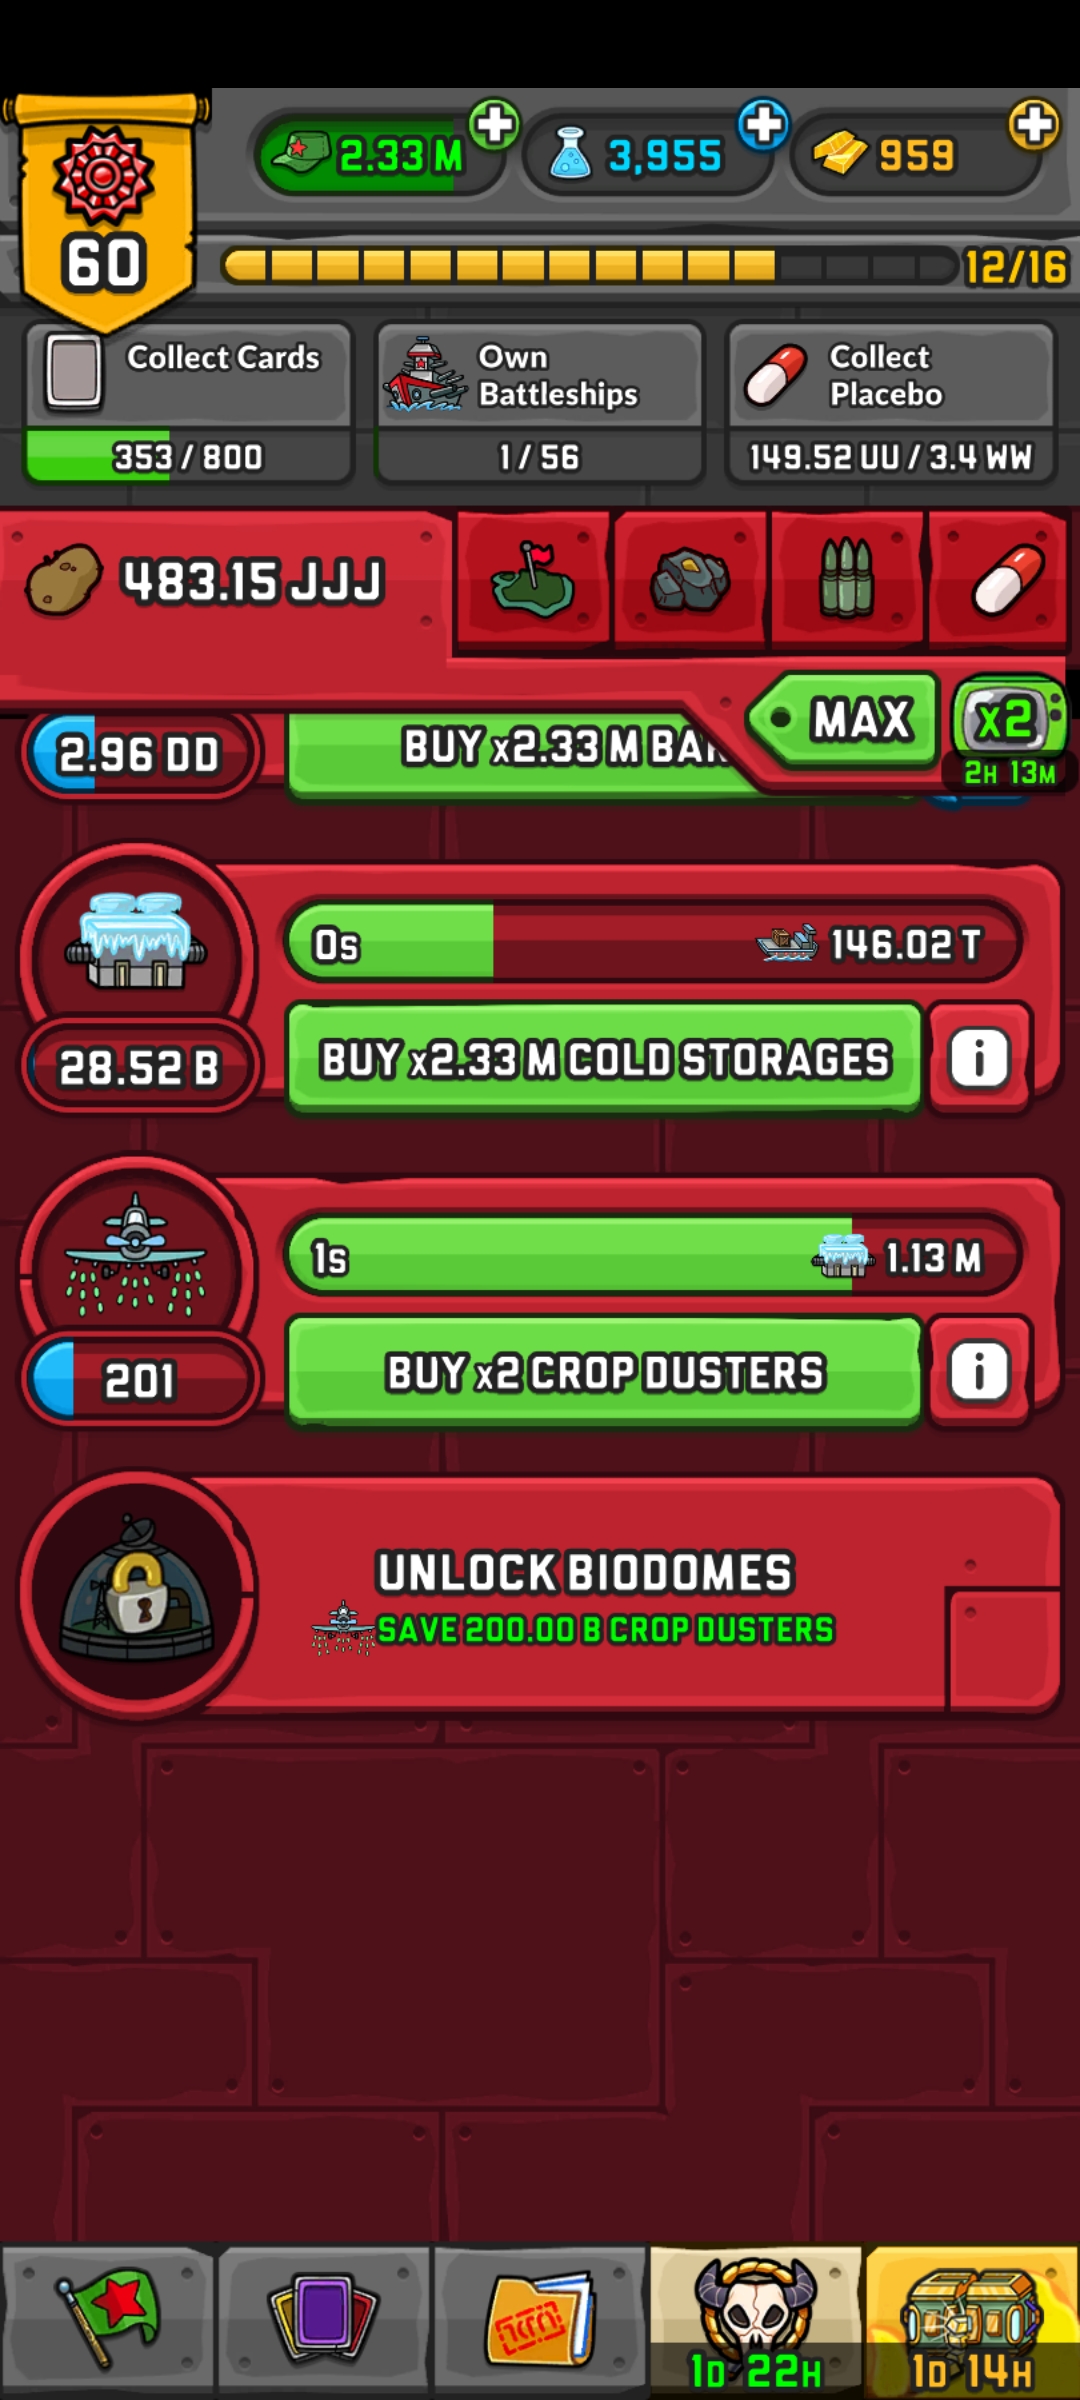 2.33 M
3,955
959
60
12/16
Collect Cards
353 / 800
Own
Battleships
1 / 56
Collect
Placebo
149.52 UU / 3.4 WW
483.15 JJJ
MAX
x2
2H 13M
2.96 DD
BUY x2.33 M
0s
146.02 T
28.52 B
BUY x2.33 M COLD STORAGES
i
1s
1.13 M
201
BUY x2 CROP DUSTERS
i
UNLOCK BIODOMES
SAVE 200.00 B CROP DUSTERS
1D 22H
1D 14H